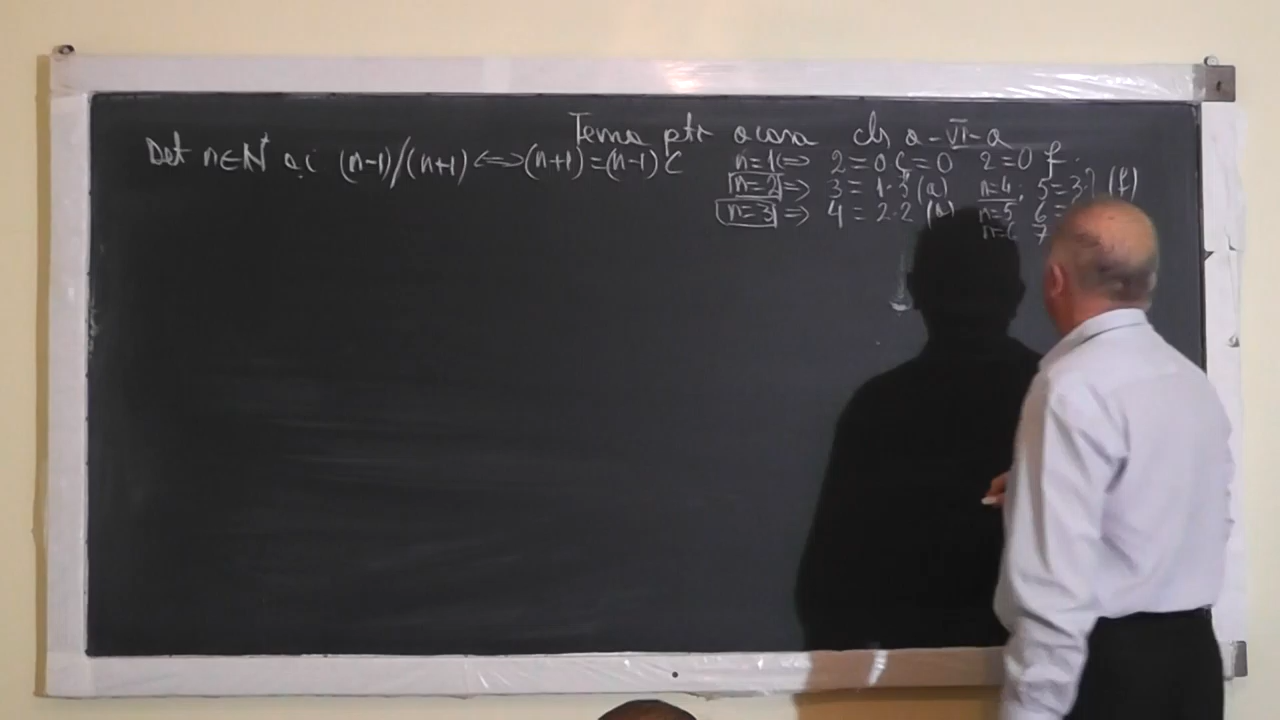 Tema ptr acasa cls a-VI-a
Det n∈N* a.i (n-1)/(n+1) ⟺ (n+1)=(n-1) C
n=1 ⟺ 2=0 C=0 2=0 f.
n=2 ⟹ 3=1·3 (a) n=4; 5=3·? (f)
n=3 ⟹ 4=2·2 (a) n=5 6=
n=6 7